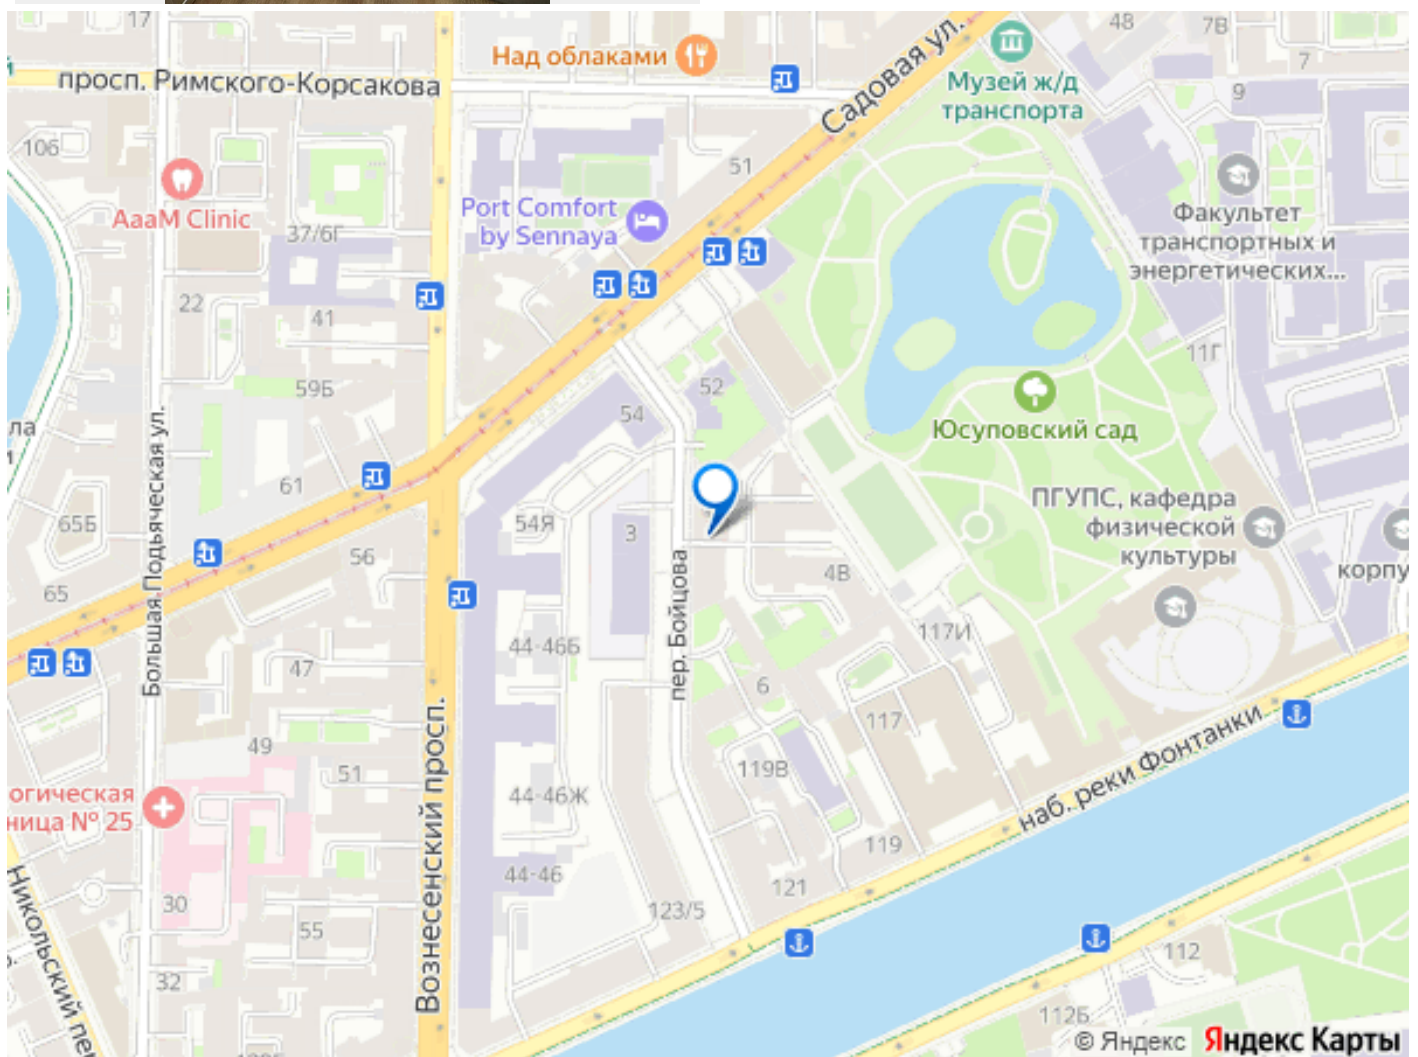 17
48
7В
7
9
Над облаками
Садовая ул.
Музей ж/д
транспорта
просп. Римского-Корсакова
106
51
AaaM Clinic
Port Comfort
by Sennaya
Факультет
транспортных и
энергетических...
37/6Г
22
41
11Г
59Б
52
54
Юсуповский сад
ла
Большая Подьяческая ул.
61
65Б
54Я
3
ПГУПС, кафедра
физической
культуры
корпу
56
65
4В
пер. Бойцова
117И
44-46Б
47
6
117
49
51
119В
Вознесенский просп.
огическая
ница № 25
44-46Ж
наб. реки Фонтанки
119
44-46
121
30
123/5
55
Никольский пе
32
112
112Б
© Яндекс Яндекс Карты